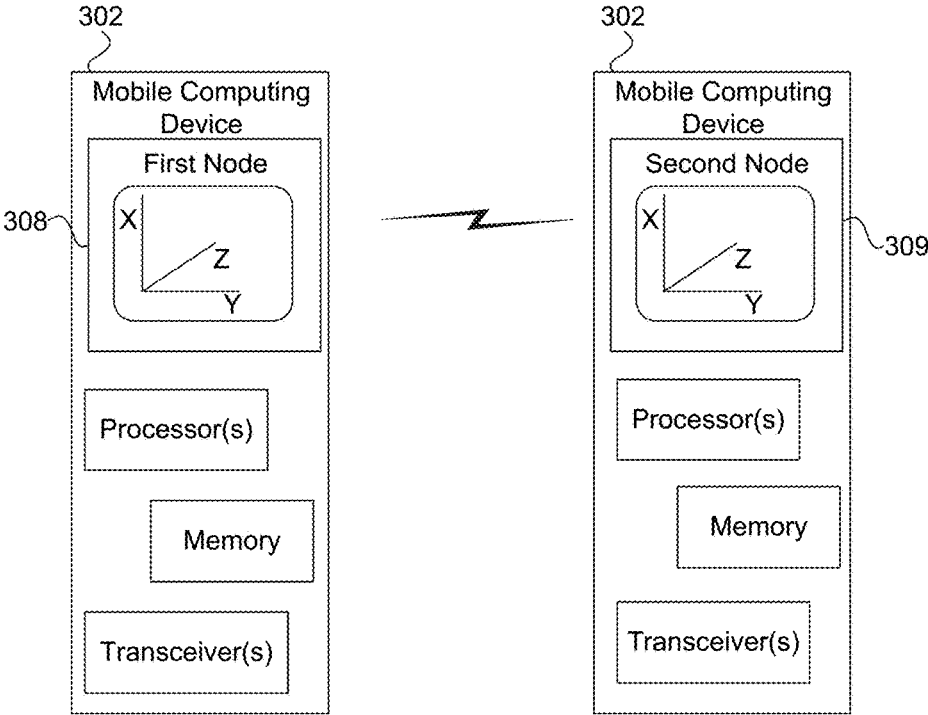 302
Mobile Computing
Device
First Node
X
Z
Y
308
Processor(s)
Memory
Transceiver(s)
302
Mobile Computing
Device
Second Node
X
Z
Y
309
Processor(s)
Memory
Transceiver(s)